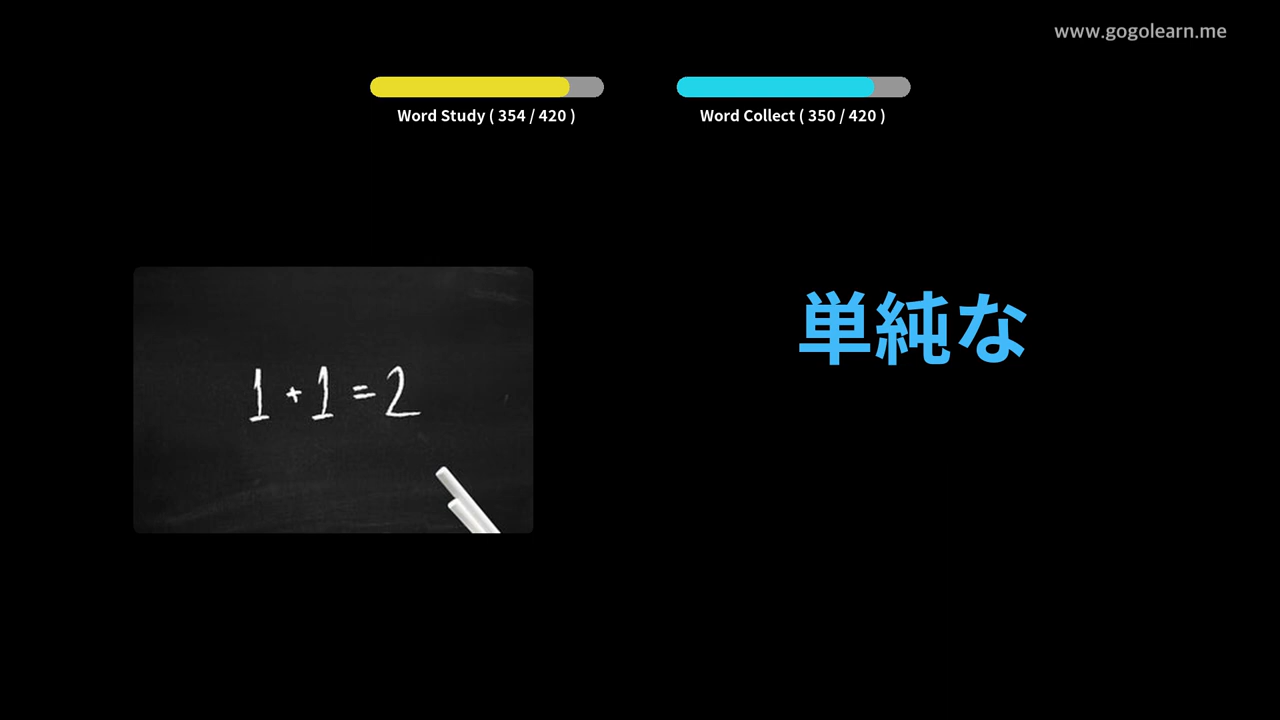 www.gogolearn.me
Word Study ( 354 / 420 )
Word Collect ( 350 / 420 )
単純な
1 + 1 = 2